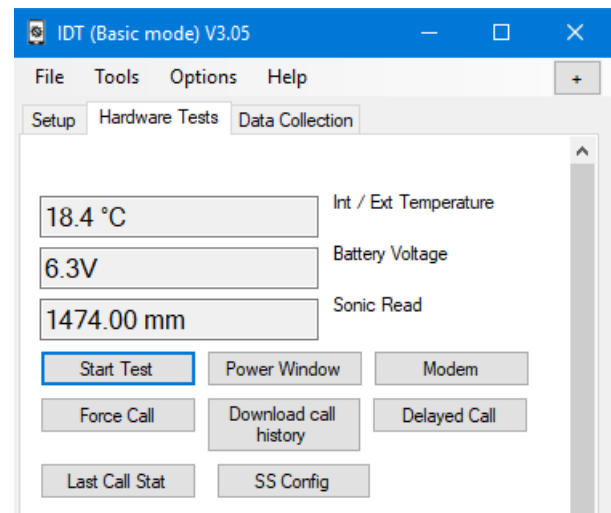 IDT (Basic mode) V3.05
File Tools Options Help +
Setup Hardware Tests Data Collection
18.4 °C Int / Ext Temperature
6.3V Battery Voltage
1474.00 mm Sonic Read
Start Test Power Window Modem
Force Call Download call history Delayed Call
Last Call Stat SS Config